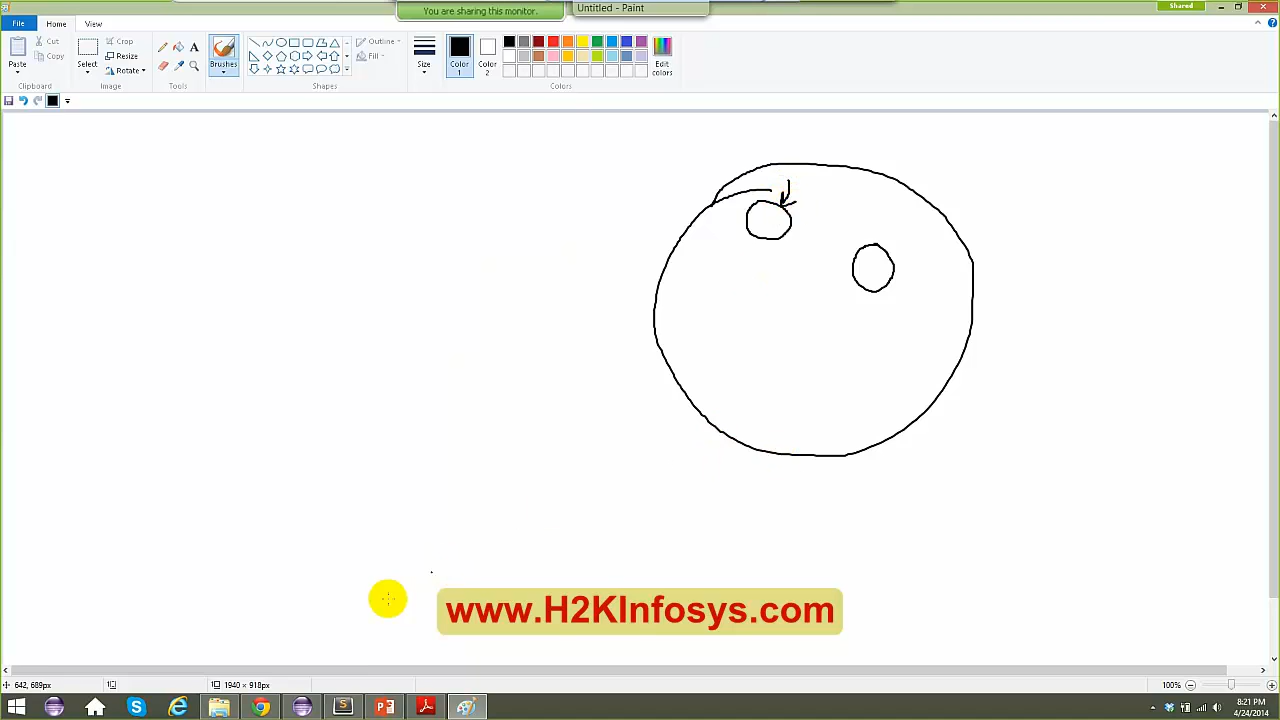 You are sharing this monitor.
Untitled - Paint
Shared
File
Home
View
Paste
Cut
Copy
Clipboard
Select
Crop
Resize
Rotate
Image
A
Tools
Brushes
Outline
Fill
Shapes
Size
Color
1
Color
2
Edit
colors
Colors
www.H2KInfosys.com
642, 689px
1940 × 918px
100%
8:21 PM
4/24/2014